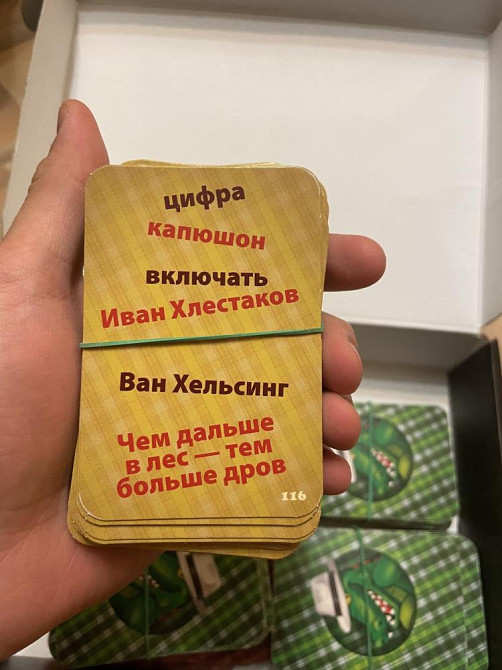 цифра
капюшон
включать
Иван Хлестаков
Ван Хельсинг
Чем дальше
в лес — тем
больше дров
116